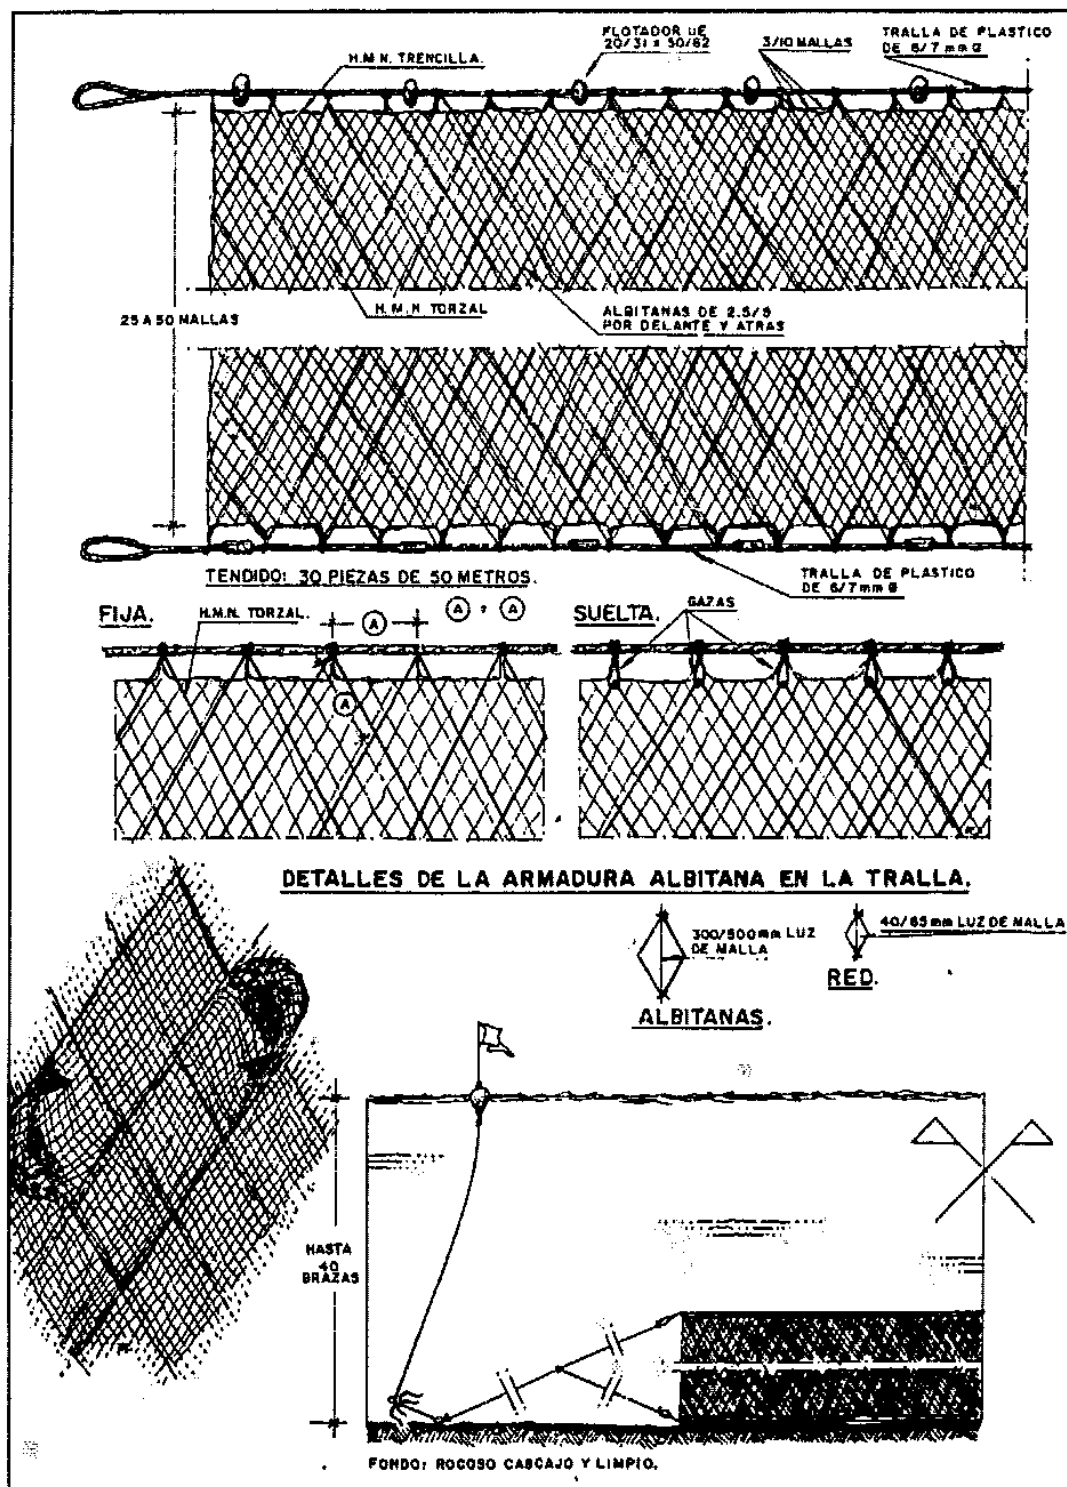 FLOTADOR DE
20/31 x 50/62
3/10 MALLAS
TRALLA DE PLASTICO
DE 6/7 mm Ø
H.M.N. TRENCILLA.
25 A 50 MALLAS
H.M.N. TORZAL
ALBITANAS DE 2.5/5
POR DELANTE Y ATRAS
TENDIDO: 30 PIEZAS DE 50 METROS.
TRALLA DE PLASTICO
DE 6/7 mm Ø
FIJA.
H.M.N. TORZAL.
A
A = A
SUELTA.
GAZAS
A
DETALLES DE LA ARMADURA ALBITANA EN LA TRALLA.
300/500 mm LUZ
DE MALLA
ALBITANAS.
40/65 mm LUZ DE MALLA
RED.
HASTA
40
BRAZAS
FONDO: ROCOSO CASCAJO Y LIMPIO.